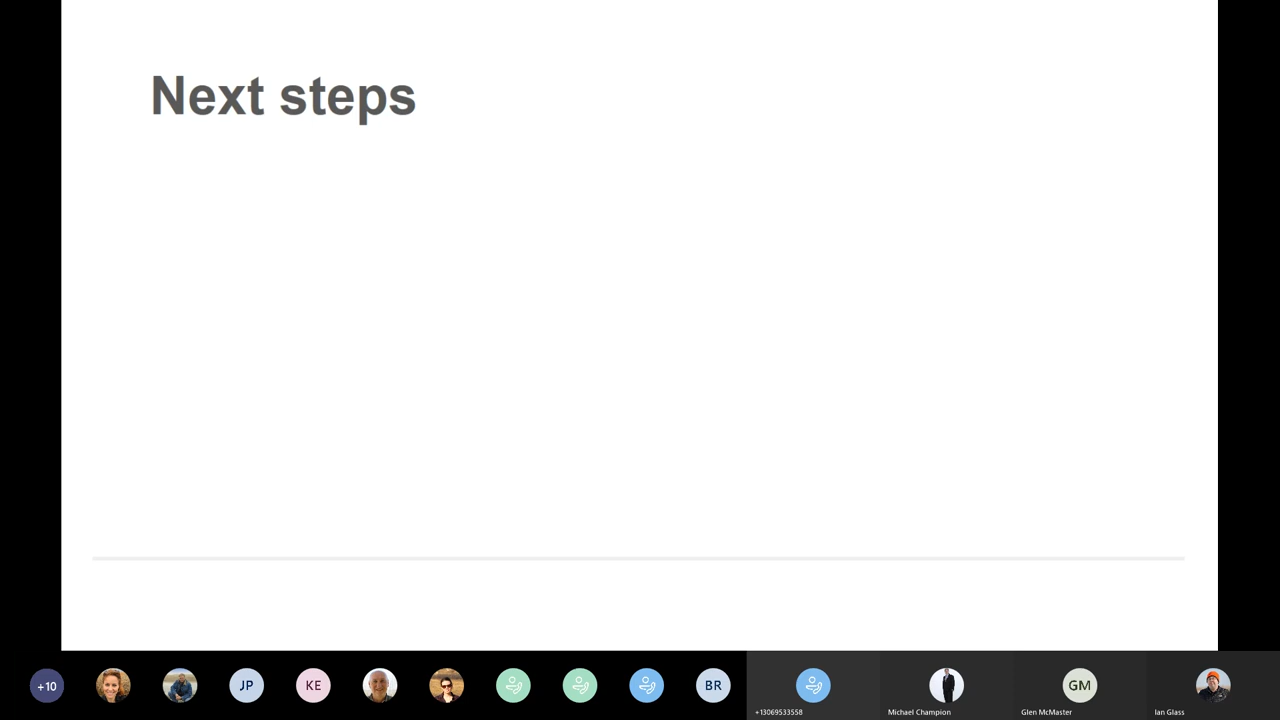 Next steps
+10
JP
KE
BR
GM
+13069533558
Michael Champion
Glen McMaster
Ian Glass